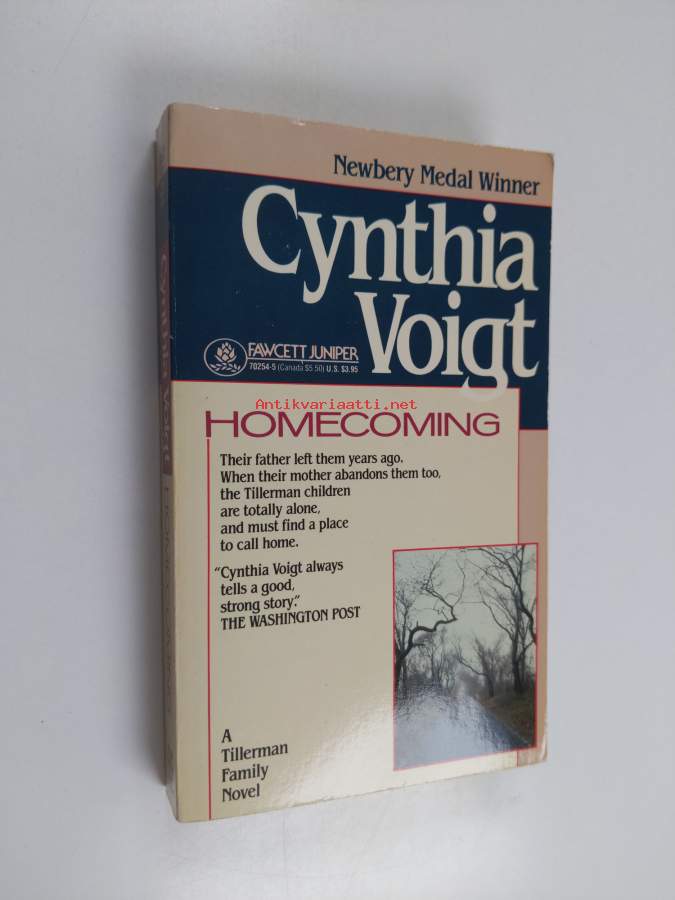 Newbery Medal Winner
Cynthia
Voigt
FAWCETT JUNIPER
70254-5 (Canada $5.50) U.S. $3.95
Antikvariaatti.net
HOMECOMING
Their father left them years ago.
When their mother abandons them too,
the Tillerman children
are totally alone,
and must find a place
to call home.
“Cynthia Voigt always
tells a good,
strong story.”
THE WASHINGTON POST
A
Tillerman
Family
Novel
Cynthia Voigt